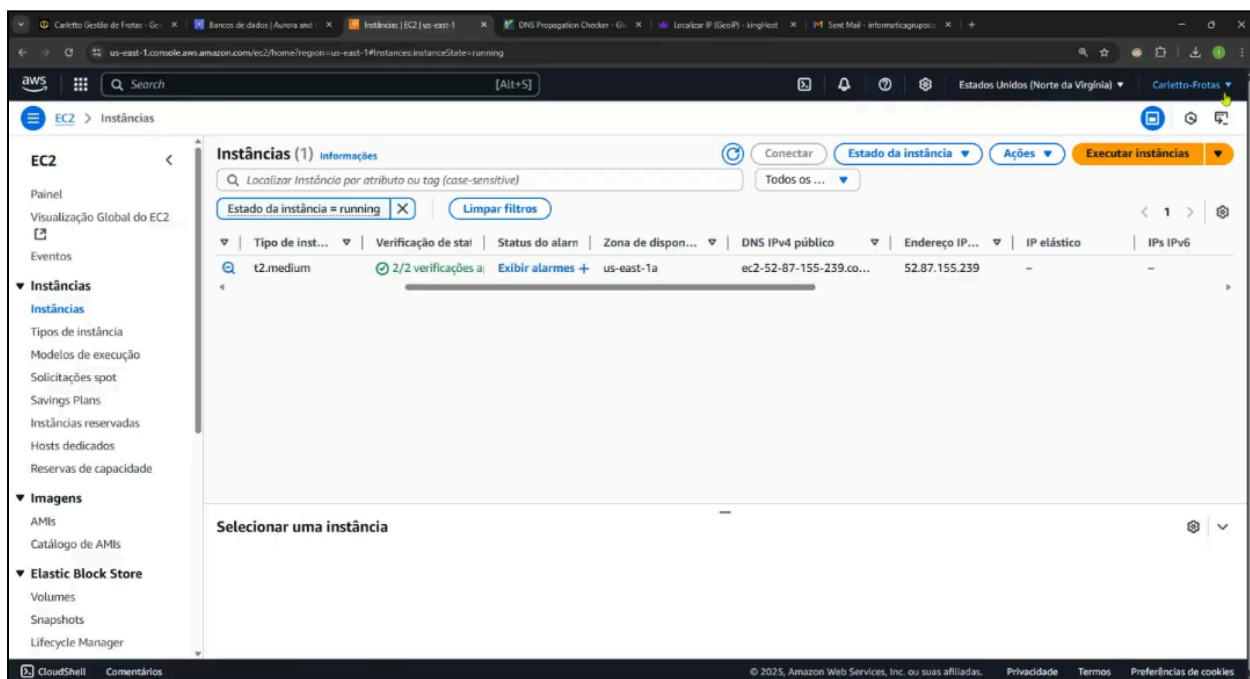 Carletto Gestão de Frotas - Ge
Bancos de dados | Aurora and
Instâncias | EC2 | us-east-1
DNS Propagation Checker - Gl
Localizar IP (GeoIP) - kingHost
Sent Mail - informeticagrupoc
us-east-1.console.aws.amazon.com/ec2/home?region=us-east-1#Instances:instanceState=running
aws Search [Alt+S] Estados Unidos (Norte da Virgínia) Carletto-Frotas
EC2 > Instâncias
EC2
Painel
Visualização Global do EC2
Eventos
Instâncias
Instâncias
Tipos de instância
Modelos de execução
Solicitações spot
Savings Plans
Instâncias reservadas
Hosts dedicados
Reservas de capacidade
Imagens
AMIs
Catálogo de AMIs
Elastic Block Store
Volumes
Snapshots
Lifecycle Manager
Instâncias (1) Informações Conectar Estado da instância Ações Executar instâncias
Localizar Instância por atributo ou tag (case-sensitive) Todos os ...
Estado da instância = running Limpar filtros 1
Tipo de inst... Verificação de stat Status do alarm Zona de dispon... DNS IPv4 público Endereço IP... IP elástico IPs IPv6
t2.medium 2/2 verificações a Exibir alarmes + us-east-1a ec2-52-87-155-239.co... 52.87.155.239 – –
Selecionar uma instância
CloudShell Comentários © 2025, Amazon Web Services, Inc. ou suas afiliadas. Privacidade Termos Preferências de cookies